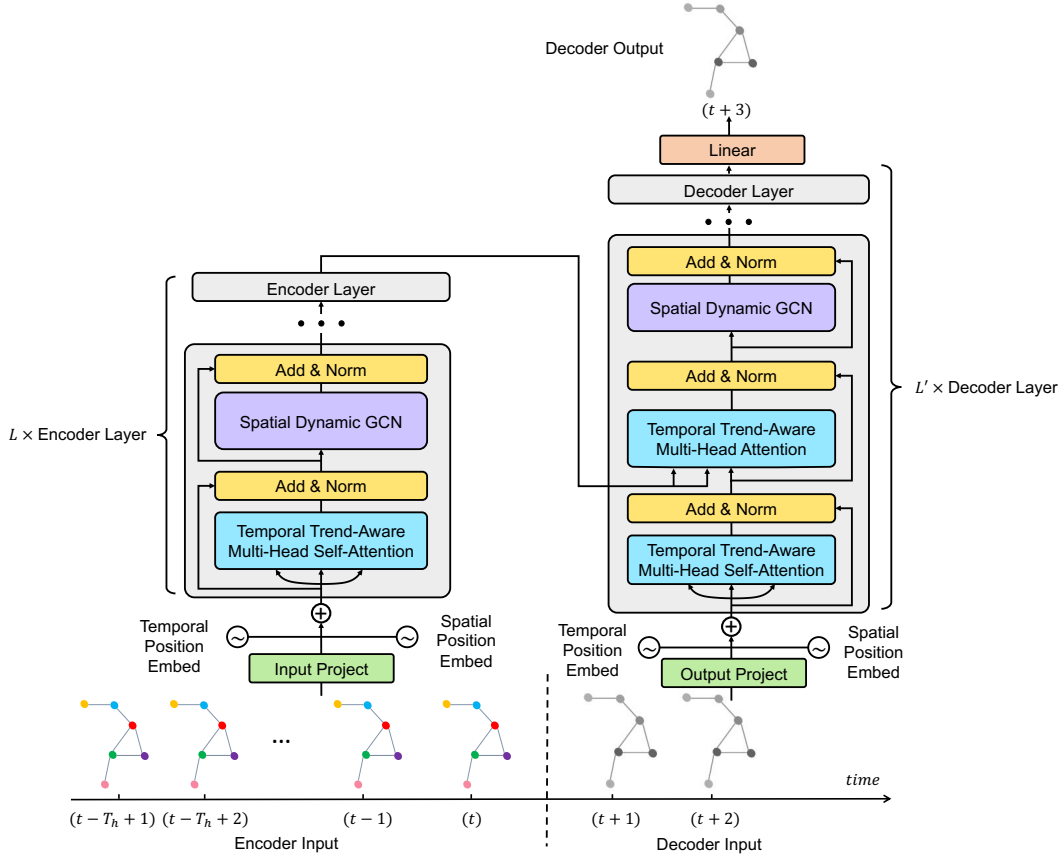 Decoder Output
(t + 3)
Linear
Decoder Layer
• • •
Add & Norm
Spatial Dynamic GCN
Add & Norm
Temporal Trend-Aware
Multi-Head Attention
Add & Norm
Temporal Trend-Aware
Multi-Head Self-Attention
L′ × Decoder Layer
Encoder Layer
• • •
Add & Norm
Spatial Dynamic GCN
Add & Norm
Temporal Trend-Aware
Multi-Head Self-Attention
L × Encoder Layer
+
~
~
Temporal
Position
Embed
Spatial
Position
Embed
Input Project
+
~
~
Temporal
Position
Embed
Spatial
Position
Embed
Output Project
...
time
(t − T_h + 1)
(t − T_h + 2)
(t − 1)
(t)
(t + 1)
(t + 2)
Encoder Input
Decoder Input